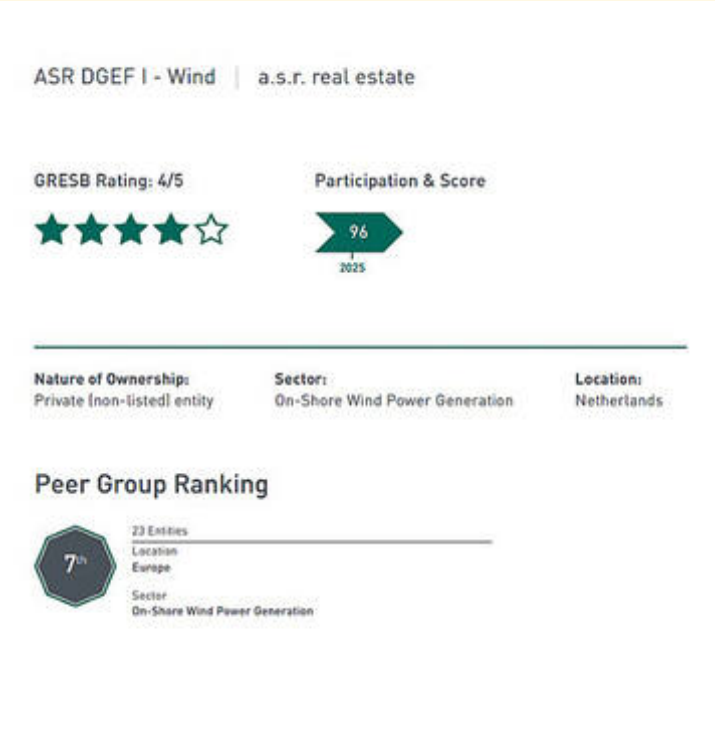 ASR DGEF I - Wind | a.s.r. real estate
GRESB Rating: 4/5
Participation & Score
96
2025
Nature of Ownership:
Private (non-listed) entity
Sector:
On-Shore Wind Power Generation
Location:
Netherlands
Peer Group Ranking
7th
23 Entities
Location
Europe
Sector
On-Shore Wind Power Generation